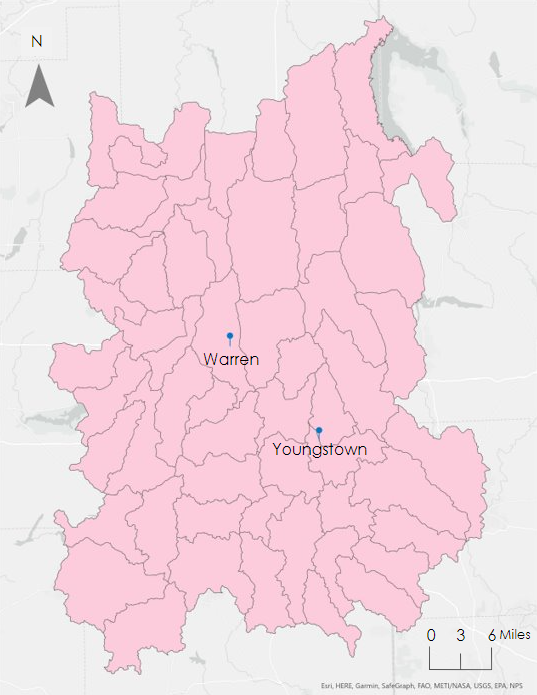 N
Warren
Youngstown
0 3 6 Miles
Esri, HERE, Garmin, SafeGraph, FAO, METI/NASA, USGS, EPA, NPS